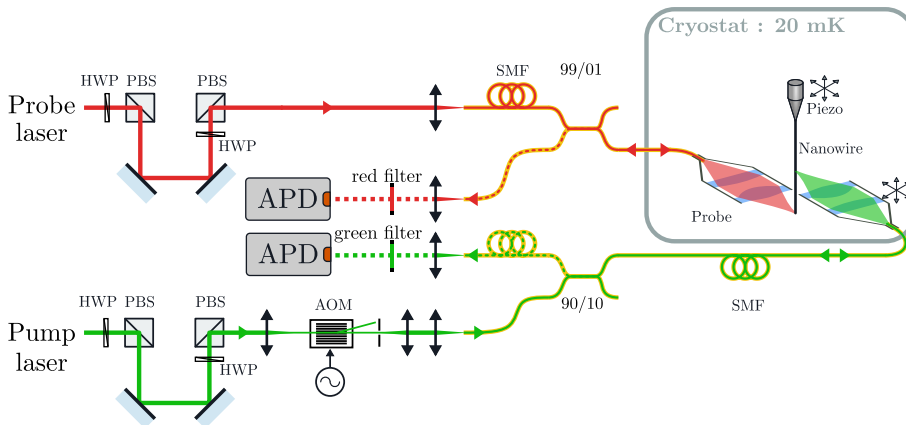 Cryostat : 20 mK
HWP
PBS
PBS
SMF
99/01
Probe
laser
HWP
Piezo
Nanowire
red filter
APD
Probe
green filter
APD
HWP
PBS
PBS
AOM
90/10
SMF
Pump
laser
HWP